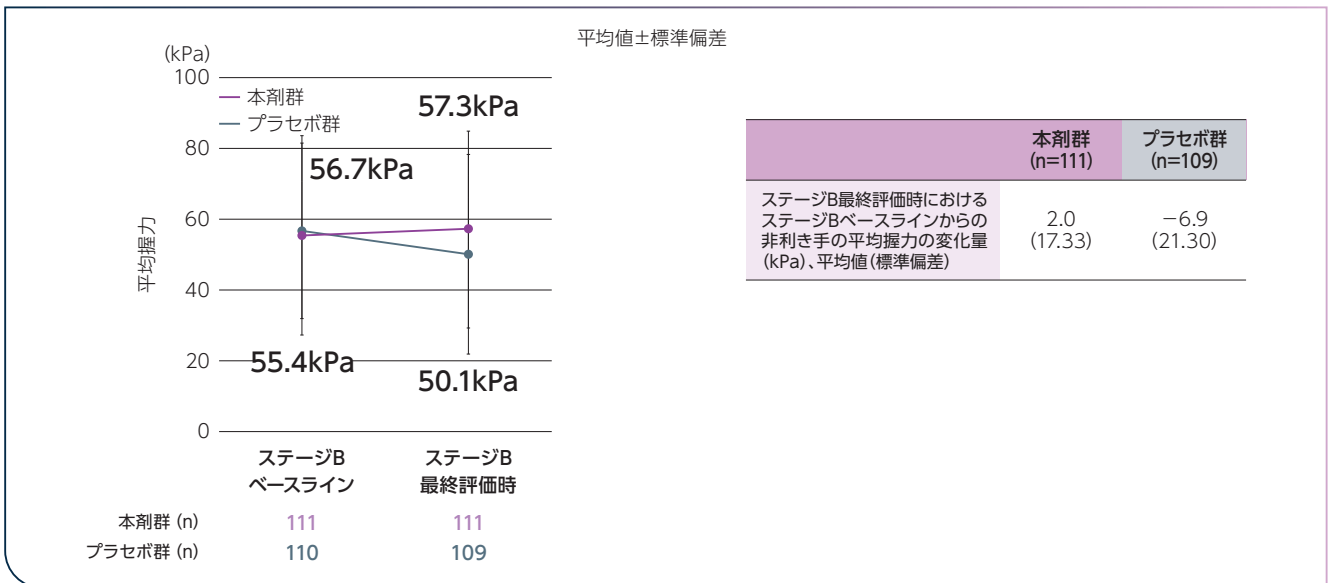 平均値±標準偏差
(kPa)
100
80
60
40
20
0
平均握力
本剤群
プラセボ群
57.3kPa
56.7kPa
55.4kPa
50.1kPa
ステージB
ベースライン
ステージB
最終評価時
本剤群 (n) 111 111
プラセボ群 (n) 110 109
本剤群
(n=111)
プラセボ群
(n=109)
ステージB最終評価時における
ステージBベースラインからの
非利き手の平均握力の変化量
(kPa)、平均値(標準偏差)
2.0
(17.33)
−6.9
(21.30)